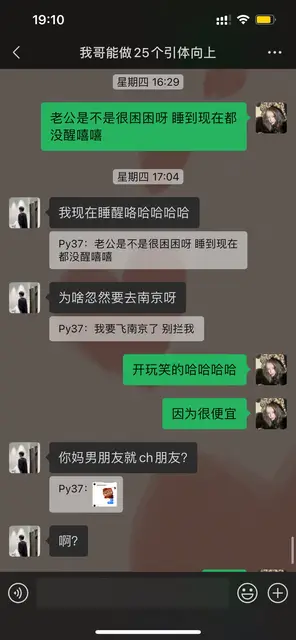 19:10
我哥能做25个引体向上
星期四 16:29
老公是不是很困困呀 睡到现在都
没醒嘻嘻
星期四 17:04
我现在睡醒咯哈哈哈哈
Py37：老公是不是很困困呀 睡到现在
都没醒嘻嘻
为啥忽然要去南京呀
Py37：我要飞南京了 别拦我
开玩笑的哈哈哈哈
因为很便宜
你妈男朋友就ch朋友?
Py37：
啊?